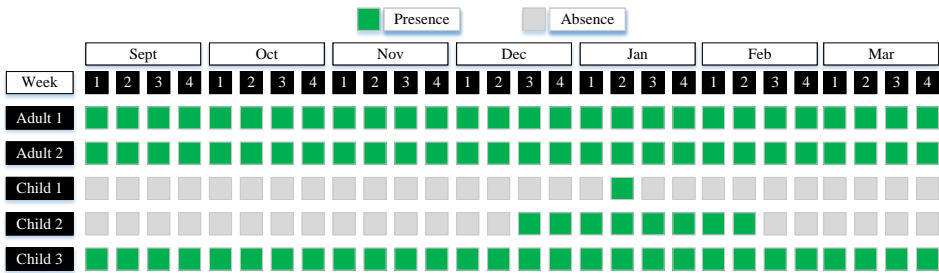 Presence Absence
Sept Oct Nov Dec Jan Feb Mar
Week 1 2 3 4 1 2 3 4 1 2 3 4 1 2 3 4 1 2 3 4 1 2 3 4 1 2 3 4
Adult 1
Adult 2
Child 1
Child 2
Child 3